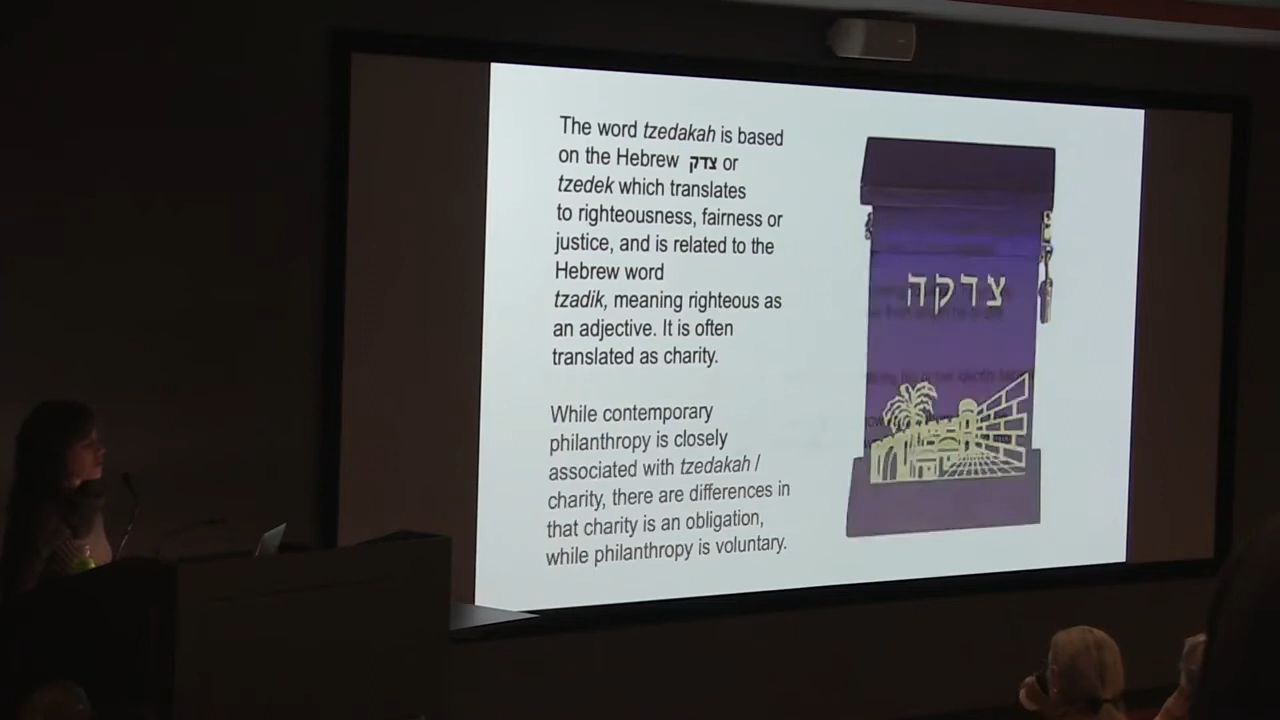 The word tzedakah is based
on the Hebrew צדק or
tzedek which translates
to righteousness, fairness or
justice, and is related to the
Hebrew word
tzadik, meaning righteous as
an adjective. It is often
translated as charity.
While contemporary
philanthropy is closely
associated with tzedakah /
charity, there are differences in
that charity is an obligation,
while philanthropy is voluntary.
צדקה